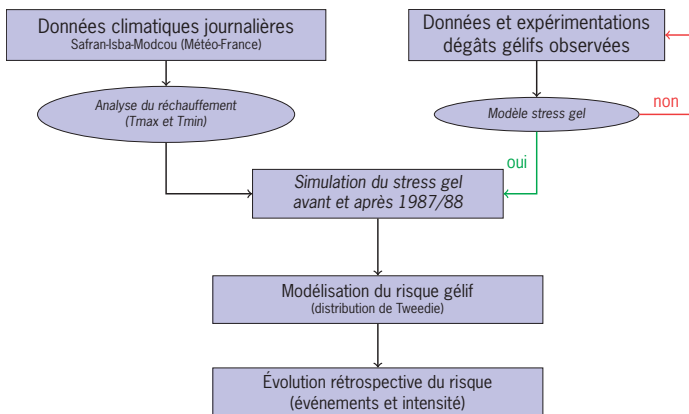 Données climatiques journalières
Safran-Isba-Modcou (Météo-France)
Données et expérimentations
dégâts gélifs observées
Analyse du réchauffement
(Tmax et Tmin)
Modèle stress gel
non
oui
Simulation du stress gel
avant et après 1987/88
Modélisation du risque gélif
(distribution de Tweedie)
Évolution rétrospective du risque
(événements et intensité)